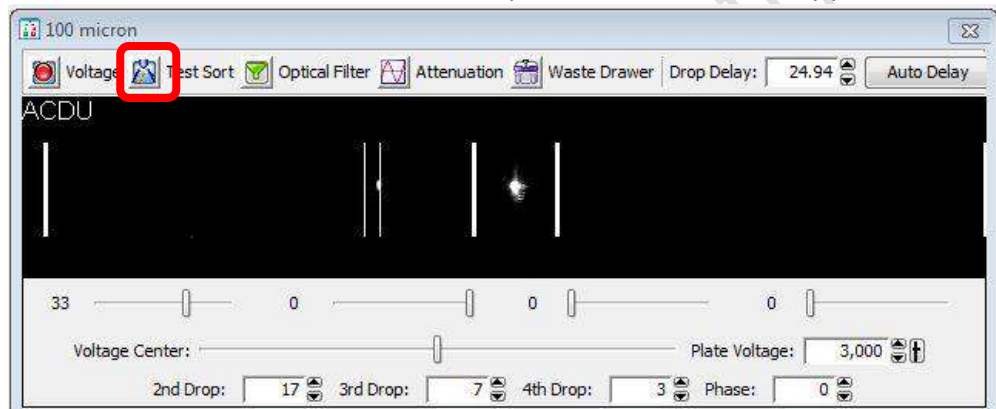 100 micron
Voltage Test Sort Optical Filter Attenuation Waste Drawer Drop Delay: 24.94 Auto Delay
ACDU
33 0 0 0
Voltage Center: Plate Voltage: 3,000
2nd Drop: 17 3rd Drop: 7 4th Drop: 3 Phase: 0